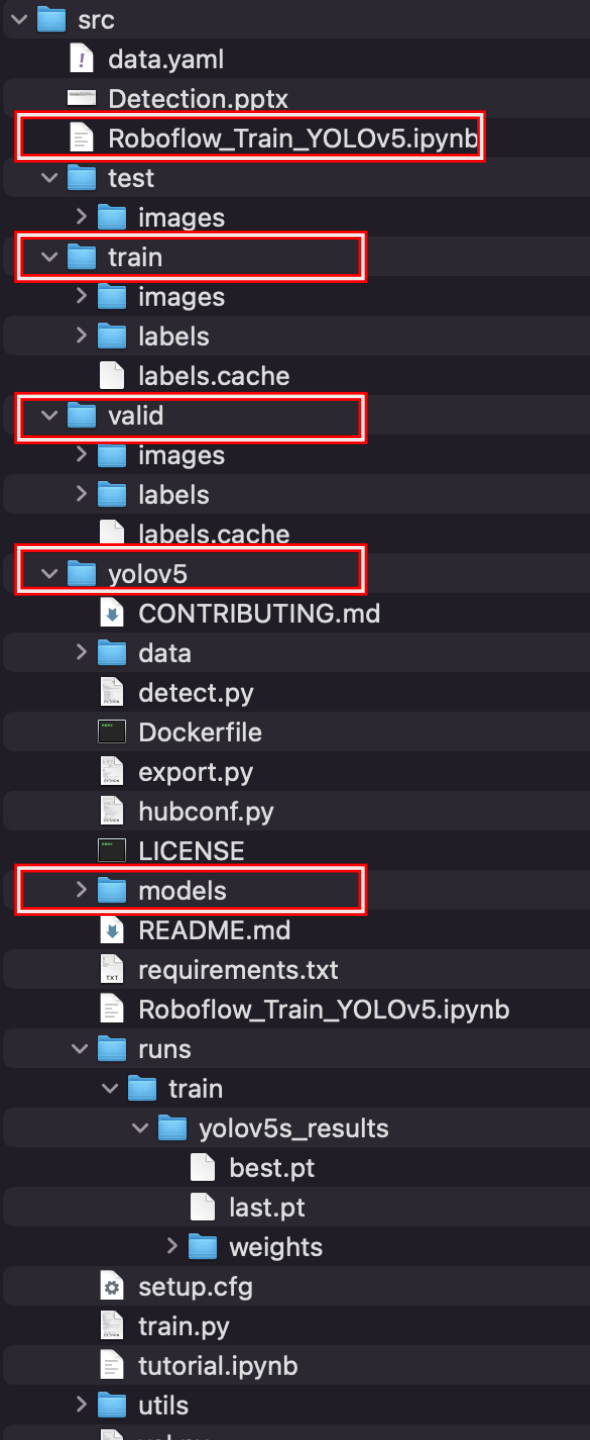 src
data.yaml
Detection.pptx
Roboflow_Train_YOLOv5.ipynb
test
images
train
images
labels
labels.cache
valid
images
labels
labels.cache
yolov5
CONTRIBUTING.md
data
detect.py
Dockerfile
export.py
hubconf.py
LICENSE
models
README.md
requirements.txt
Roboflow_Train_YOLOv5.ipynb
runs
train
yolov5s_results
best.pt
last.pt
weights
setup.cfg
train.py
tutorial.ipynb
utils